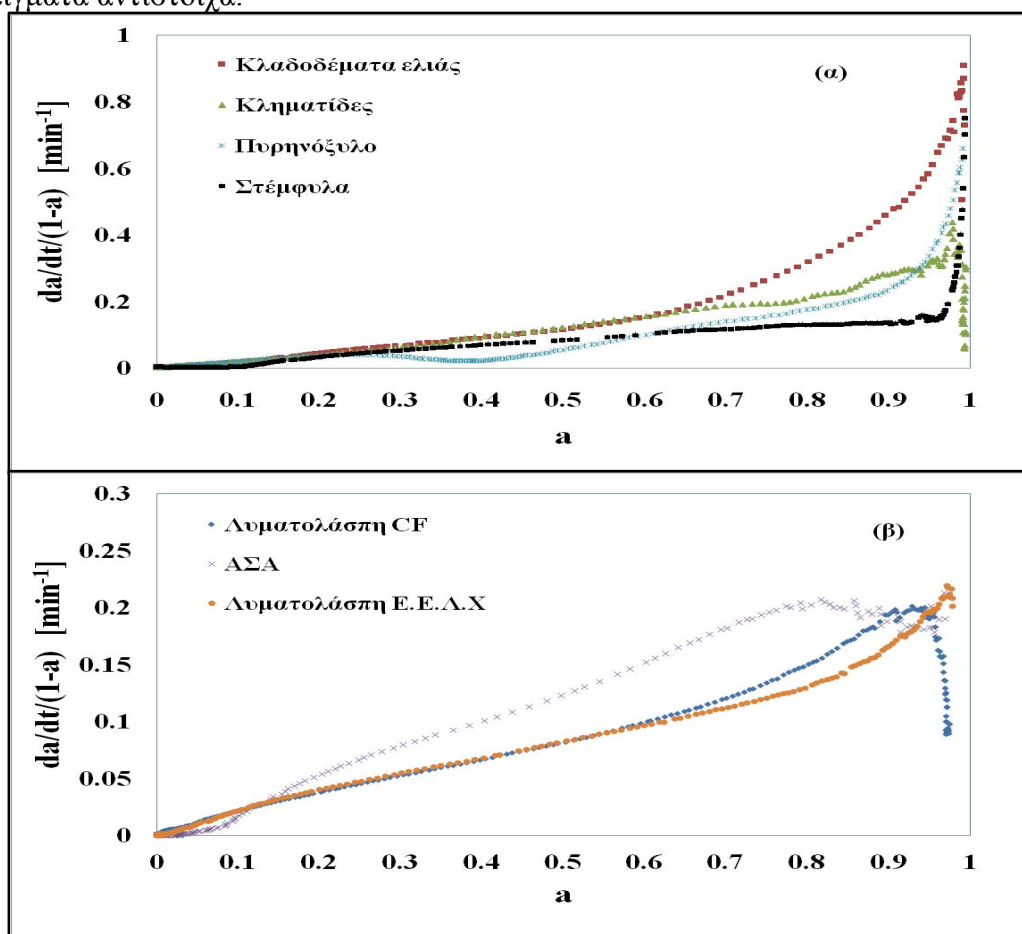 είγματα αντίστοιχα.
1
0.8
0.6
0.4
0.2
0
da/dt/(1-a) [min-1]
Κλαδοδέματα ελιάς
Κληματίδες
Πυρηνόξυλο
Στέμφυλα
(α)
0 0.1 0.2 0.3 0.4 0.5 0.6 0.7 0.8 0.9 1
a
0.3
0.25
0.2
0.15
0.1
0.05
0
da/dt/(1-a) [min-1]
Λυματολάσπη CF
ΑΣΑ
Λυματολάσπη Ε.Ε.Λ.Χ
(β)
0 0.1 0.2 0.3 0.4 0.5 0.6 0.7 0.8 0.9 1
a